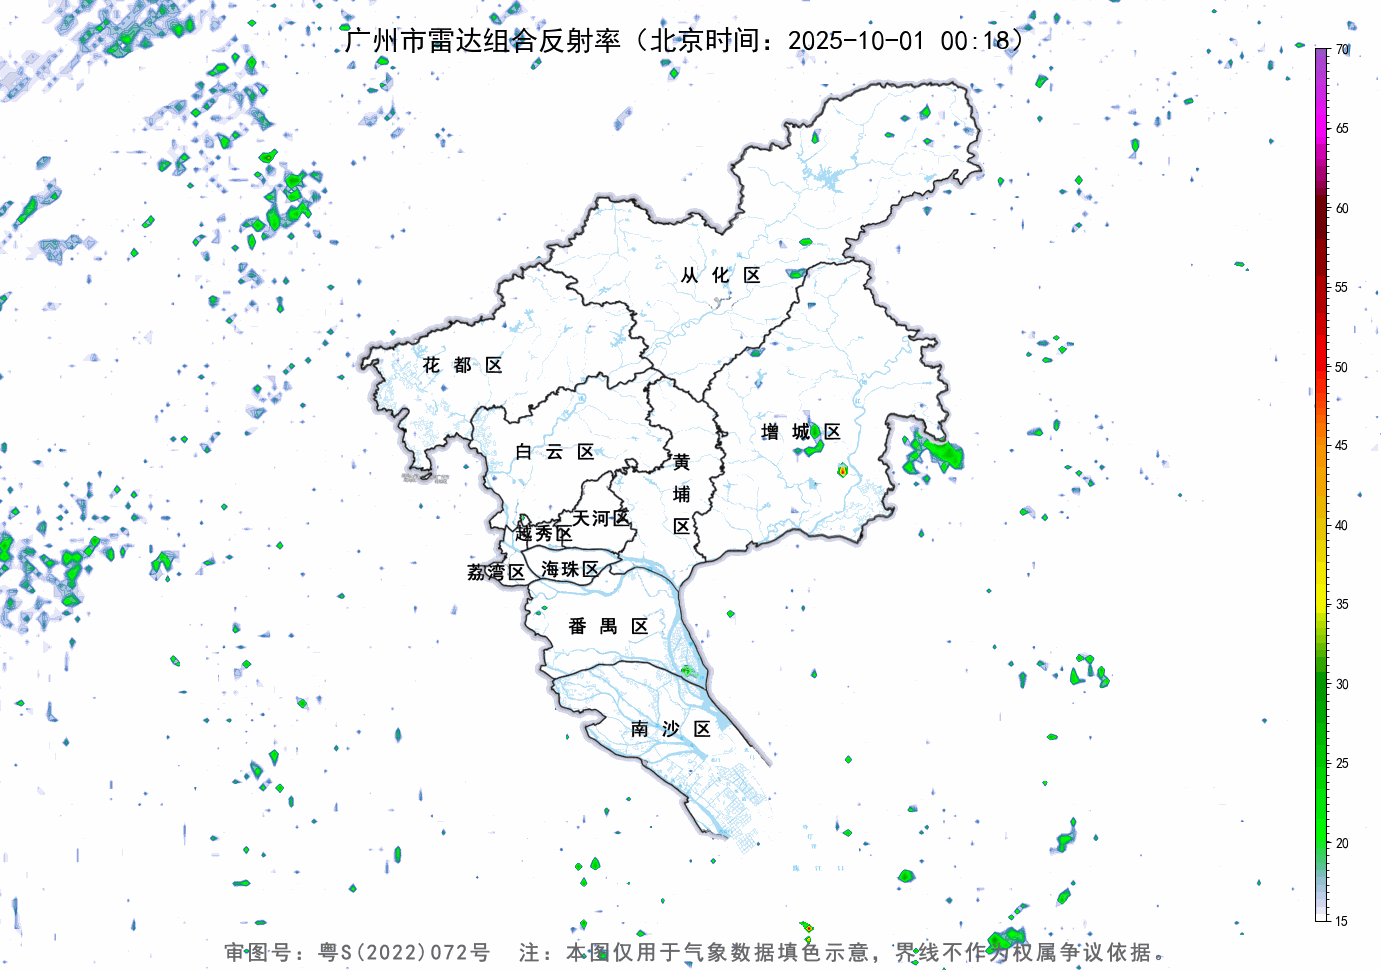 广州市雷达组合反射率（北京时间：2025-10-01 00:18）
70
65
60
55
50
45
40
35
30
25
20
15
从化区
花都区
增城区
白云区
黄埔区
天河区
越秀区
海珠区
荔湾区
番禺区
南沙区
审图号：粤S(2022)072号 注：本图仅用于气象数据填色示意，界线不作为权属争议依据。